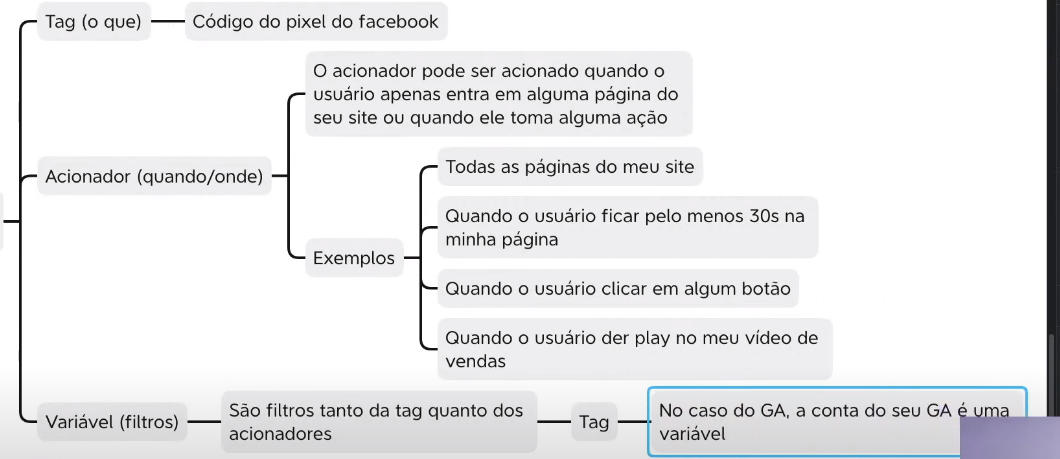 Tag (o que)
Código do pixel do facebook
O acionador pode ser acionado quando o
usuário apenas entra em alguma página do
seu site ou quando ele toma alguma ação
Acionador (quando/onde)
Todas as páginas do meu site
Quando o usuário ficar pelo menos 30s na
minha página
Exemplos
Quando o usuário clicar em algum botão
Quando o usuário der play no meu vídeo de
vendas
Variável (filtros)
São filtros tanto da tag quanto dos
acionadores
Tag
No caso do GA, a conta do seu GA é uma
variável